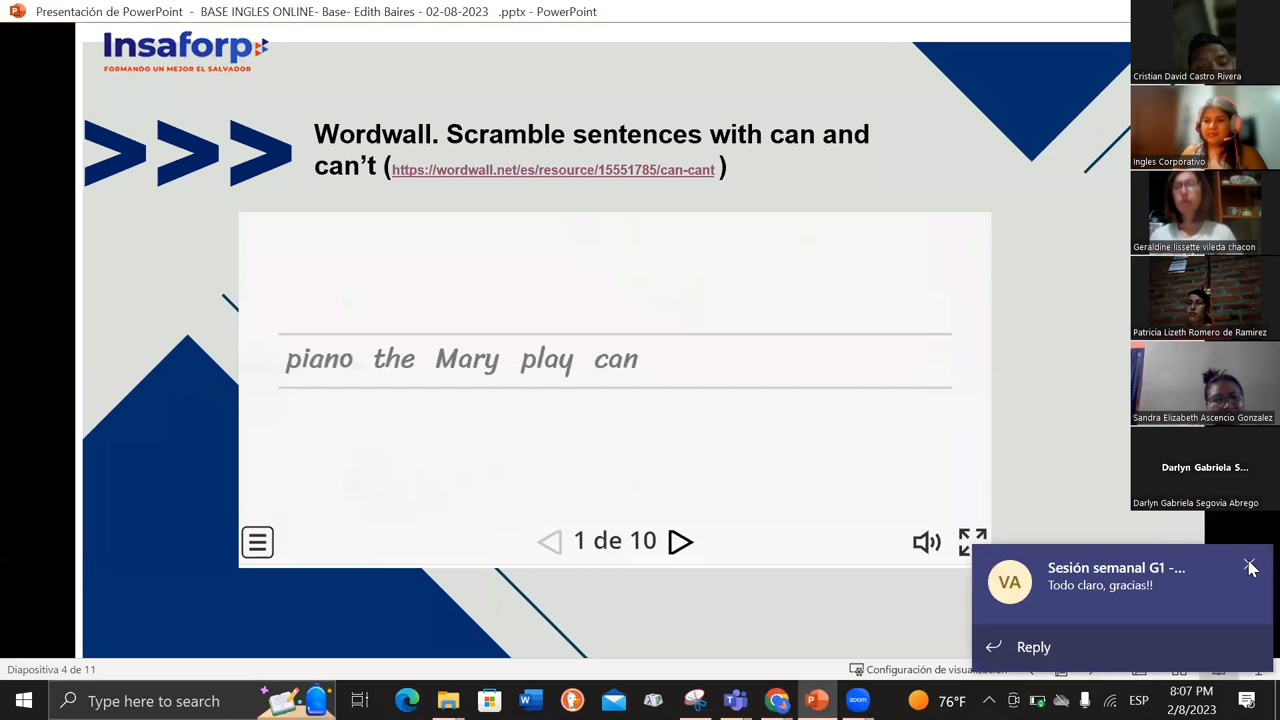 Presentación de PowerPoint - BASE INGLES ONLINE- Base- Edith Baires - 02-08-2023 .pptx - PowerPoint
Insaforp
FORMANDO UN MEJOR EL SALVADOR
Wordwall. Scramble sentences with can and
can't (https://wordwall.net/es/resource/15551785/can-cant )
piano the Mary play can
1 de 10
Cristian David Castro Rivera
Ingles Corporativo
Geraldine lissette vileda chacon
Patricia Lizeth Romero de Ramirez
Sandra Elizabeth Ascencio Gonzalez
Darlyn Gabriela S...
Darlyn Gabriela Segovia Abrego
VA
Sesión semanal G1 -...
Todo claro, gracias!!
Reply
Diapositiva 4 de 11
Configuración de visualiza
Type here to search
zoom
76°F
ESP
8:07 PM
2/8/2023